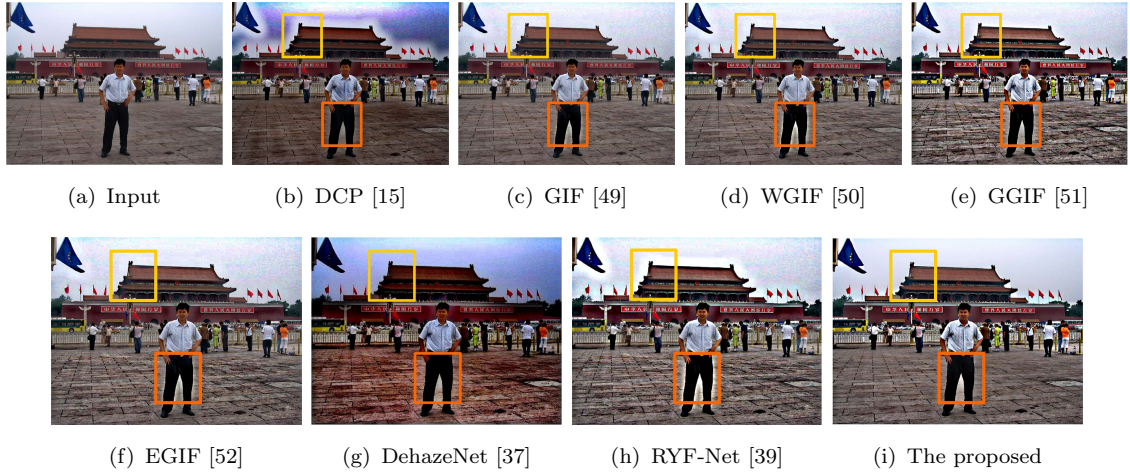 (a) Input
(b) DCP [15]
(c) GIF [49]
(d) WGIF [50]
(e) GGIF [51]
(f) EGIF [52]
(g) DehazeNet [37]
(h) RYF-Net [39]
(i) The proposed